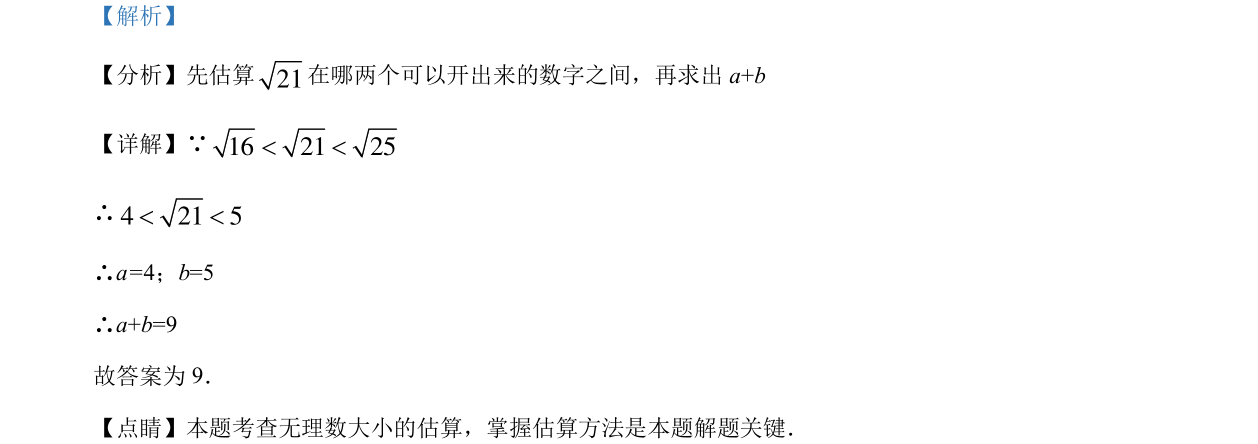 【解析】
【分析】先估算√21在哪两个可以开出来的数字之间，再求出 a+b
【详解】∵√16<√21<√25
∴4<√21<5
∴a=4；b=5
∴a+b=9
故答案为 9．
【点睛】本题考查无理数大小的估算，掌握估算方法是本题解题关键．